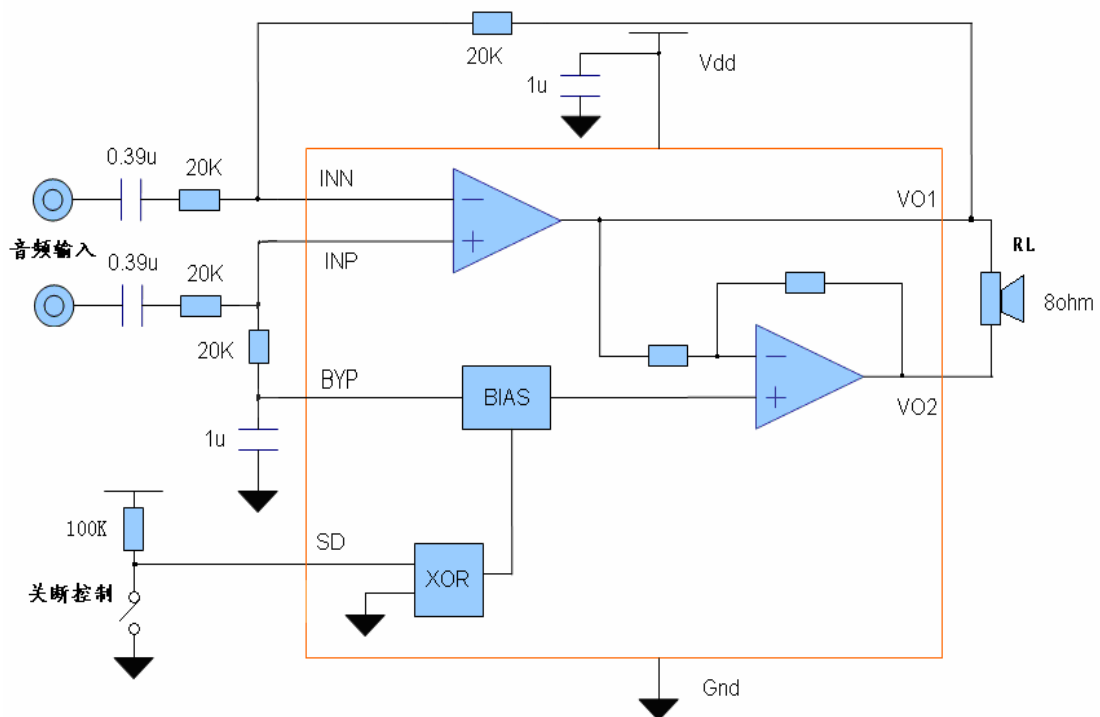 20K
Vdd
1u
0.39u
20K
INN
VO1
音频输入
0.39u
INP
RL
20K
8ohm
20K
BYP
BIAS
VO2
1u
100K
SD
XOR
关断控制
Gnd